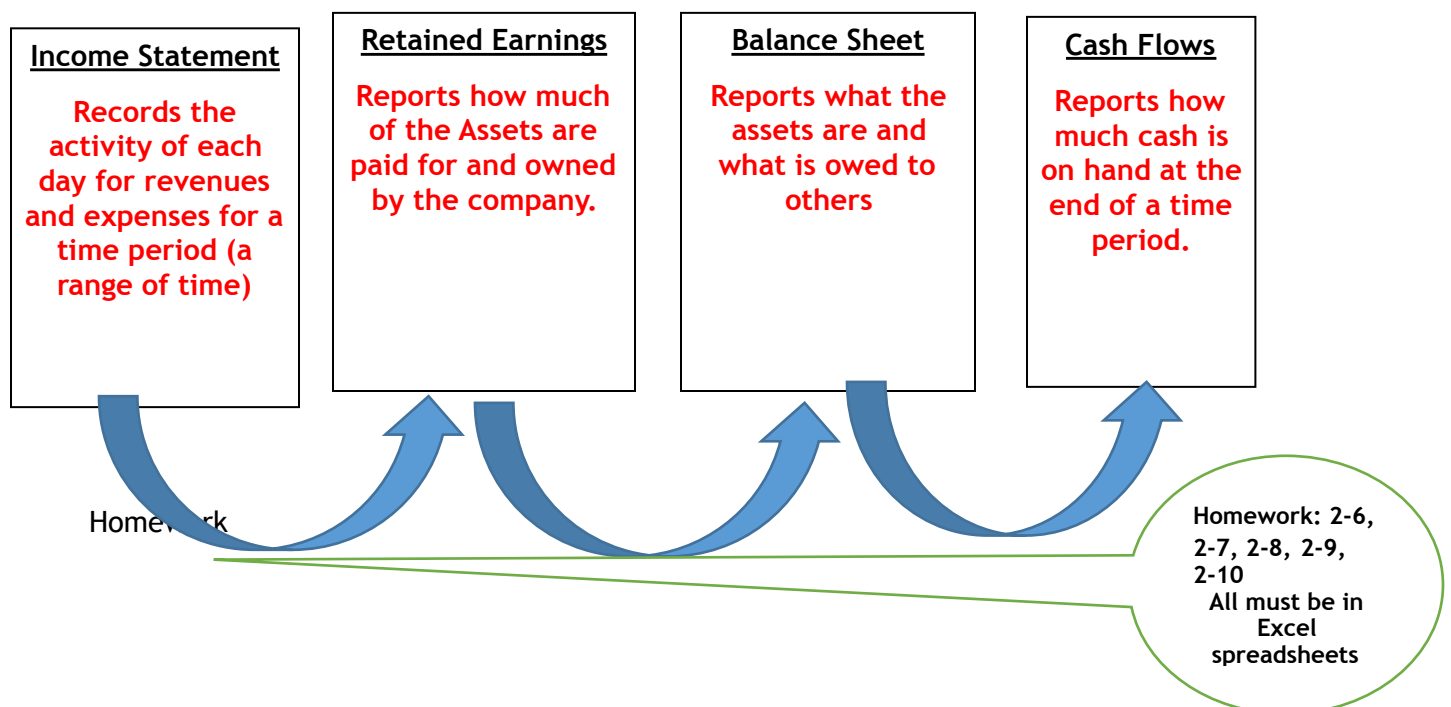 Income Statement
Records the
activity of each
day for revenues
and expenses for a
time period (a
range of time)
Retained Earnings
Reports how much
of the Assets are
paid for and owned
by the company.
Balance Sheet
Reports what the
assets are and
what is owed to
others
Cash Flows
Reports how
much cash is
on hand at the
end of a time
period.
Homework
Homework: 2-6,
2-7, 2-8, 2-9,
2-10
All must be in
Excel
spreadsheets